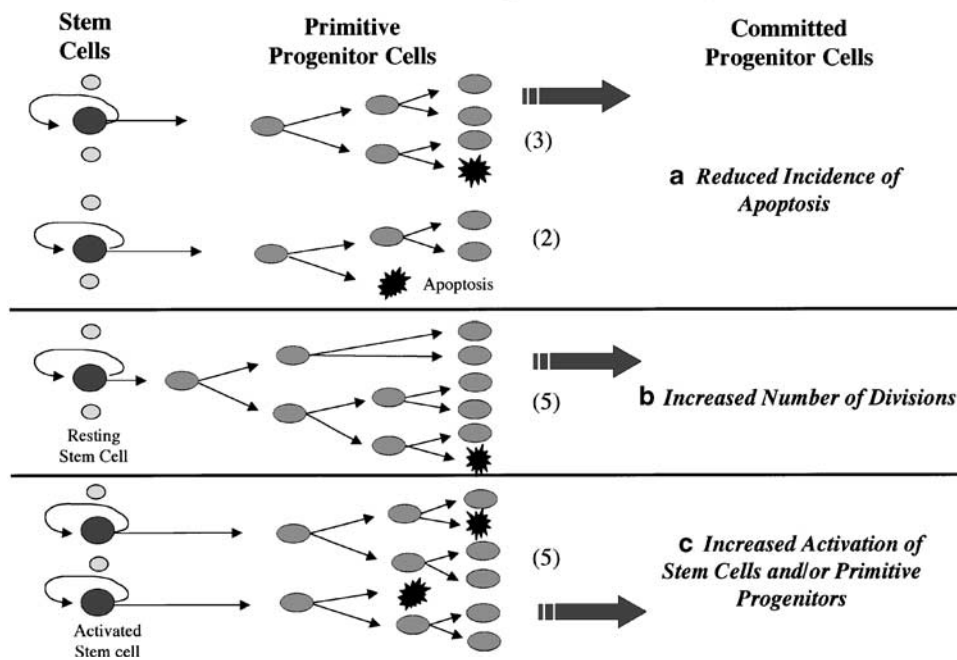 Stem
Cells
Primitive
Progenitor Cells
Committed
Progenitor Cells
(3)
a Reduced Incidence of
Apoptosis
(2)
Apoptosis
(5)
b Increased Number of Divisions
Resting
Stem Cell
(5)
c Increased Activation of
Stem Cells and/or Primitive
Progenitors
Activated
Stem cell